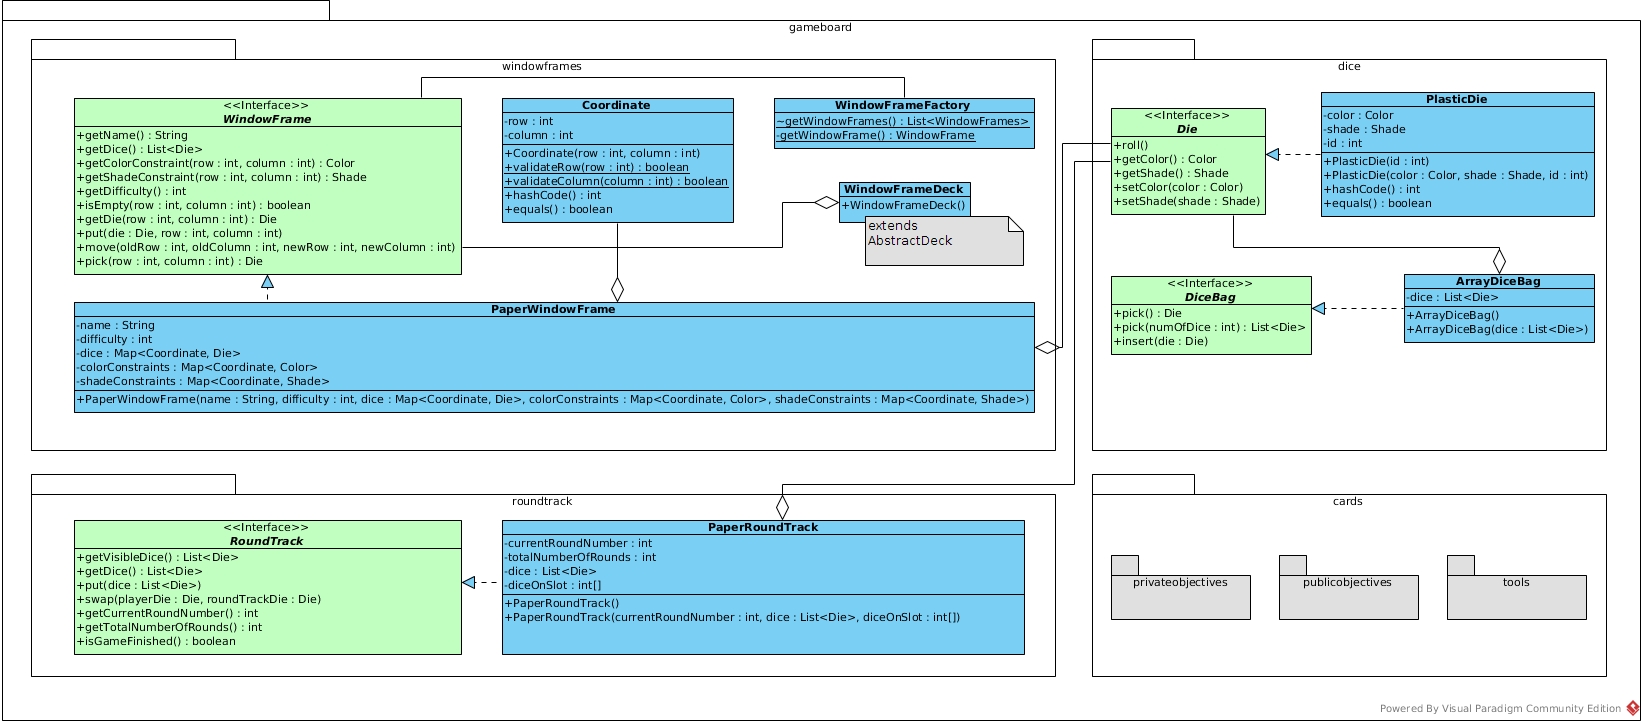 gameboard
windowframes
<<Interface>>
WindowFrame
+getName() : String
+getDice() : List<Die>
+getColorConstraint(row : int, column : int) : Color
+getShadeConstraint(row : int, column : int) : Shade
+getDifficulty() : int
+isEmpty(row : int, column : int) : boolean
+getDie(row : int, column : int) : Die
+put(die : Die, row : int, column : int)
+move(oldRow : int, oldColumn : int, newRow : int, newColumn : int)
+pick(row : int, column : int) : Die
Coordinate
-row : int
-column : int
+Coordinate(row : int, column : int)
+validateRow(row : int) : boolean
+validateColumn(column : int) : boolean
+hashCode() : int
+equals() : boolean
WindowFrameFactory
~getWindowFrames() : List<WindowFrames>
-getWindowFrame() : WindowFrame
WindowFrameDeck
+WindowFrameDeck()
extends
AbstractDeck
PaperWindowFrame
-name : String
-difficulty : int
-dice : Map<Coordinate, Die>
-colorConstraints : Map<Coordinate, Color>
-shadeConstraints : Map<Coordinate, Shade>
+PaperWindowFrame(name : String, difficulty : int, dice : Map<Coordinate, Die>, colorConstraints : Map<Coordinate, Color>, shadeConstraints : Map<Coordinate, Shade>)
dice
<<Interface>>
Die
+roll()
+getColor() : Color
+getShade() : Shade
+setColor(color : Color)
+setShade(shade : Shade)
PlasticDie
-color : Color
-shade : Shade
-id : int
+PlasticDie(id : int)
+PlasticDie(color : Color, shade : Shade, id : int)
+hashCode() : int
+equals() : boolean
<<Interface>>
DiceBag
+pick() : Die
+pick(numOfDice : int) : List<Die>
+insert(die : Die)
ArrayDiceBag
-dice : List<Die>
+ArrayDiceBag()
+ArrayDiceBag(dice : List<Die>)
roundtrack
<<Interface>>
RoundTrack
+getVisibleDice() : List<Die>
+getDice() : List<Die>
+put(dice : List<Die>)
+swap(playerDie : Die, roundTrackDie : Die)
+getCurrentRoundNumber() : int
+getTotalNumberOfRounds() : int
+isGameFinished() : boolean
PaperRoundTrack
-currentRoundNumber : int
-totalNumberOfRounds : int
-dice : List<Die>
-diceOnSlot : int[]
+PaperRoundTrack()
+PaperRoundTrack(currentRoundNumber : int, dice : List<Die>, diceOnSlot : int[])
cards
privateobjectives
publicobjectives
tools
Powered By Visual Paradigm Community Edition